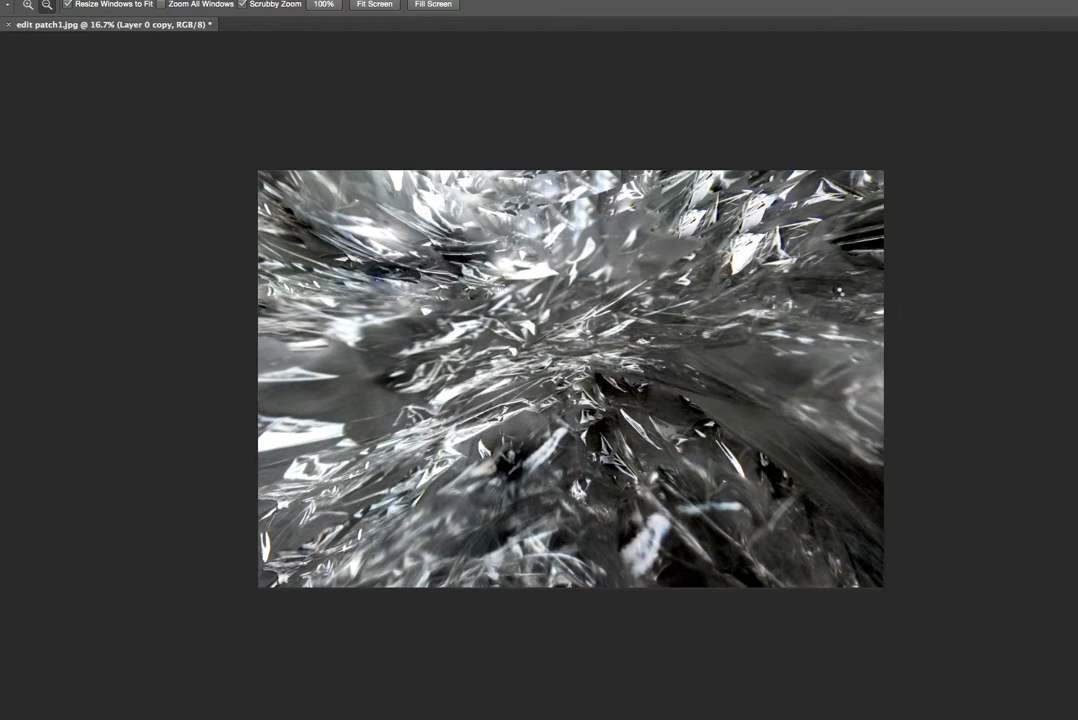 Resize Windows to Fit Zoom All Windows Scrubby Zoom 100% Fit Screen Fill Screen
× edit patch1.jpg @ 16.7% (Layer 0 copy, RGB/8) *